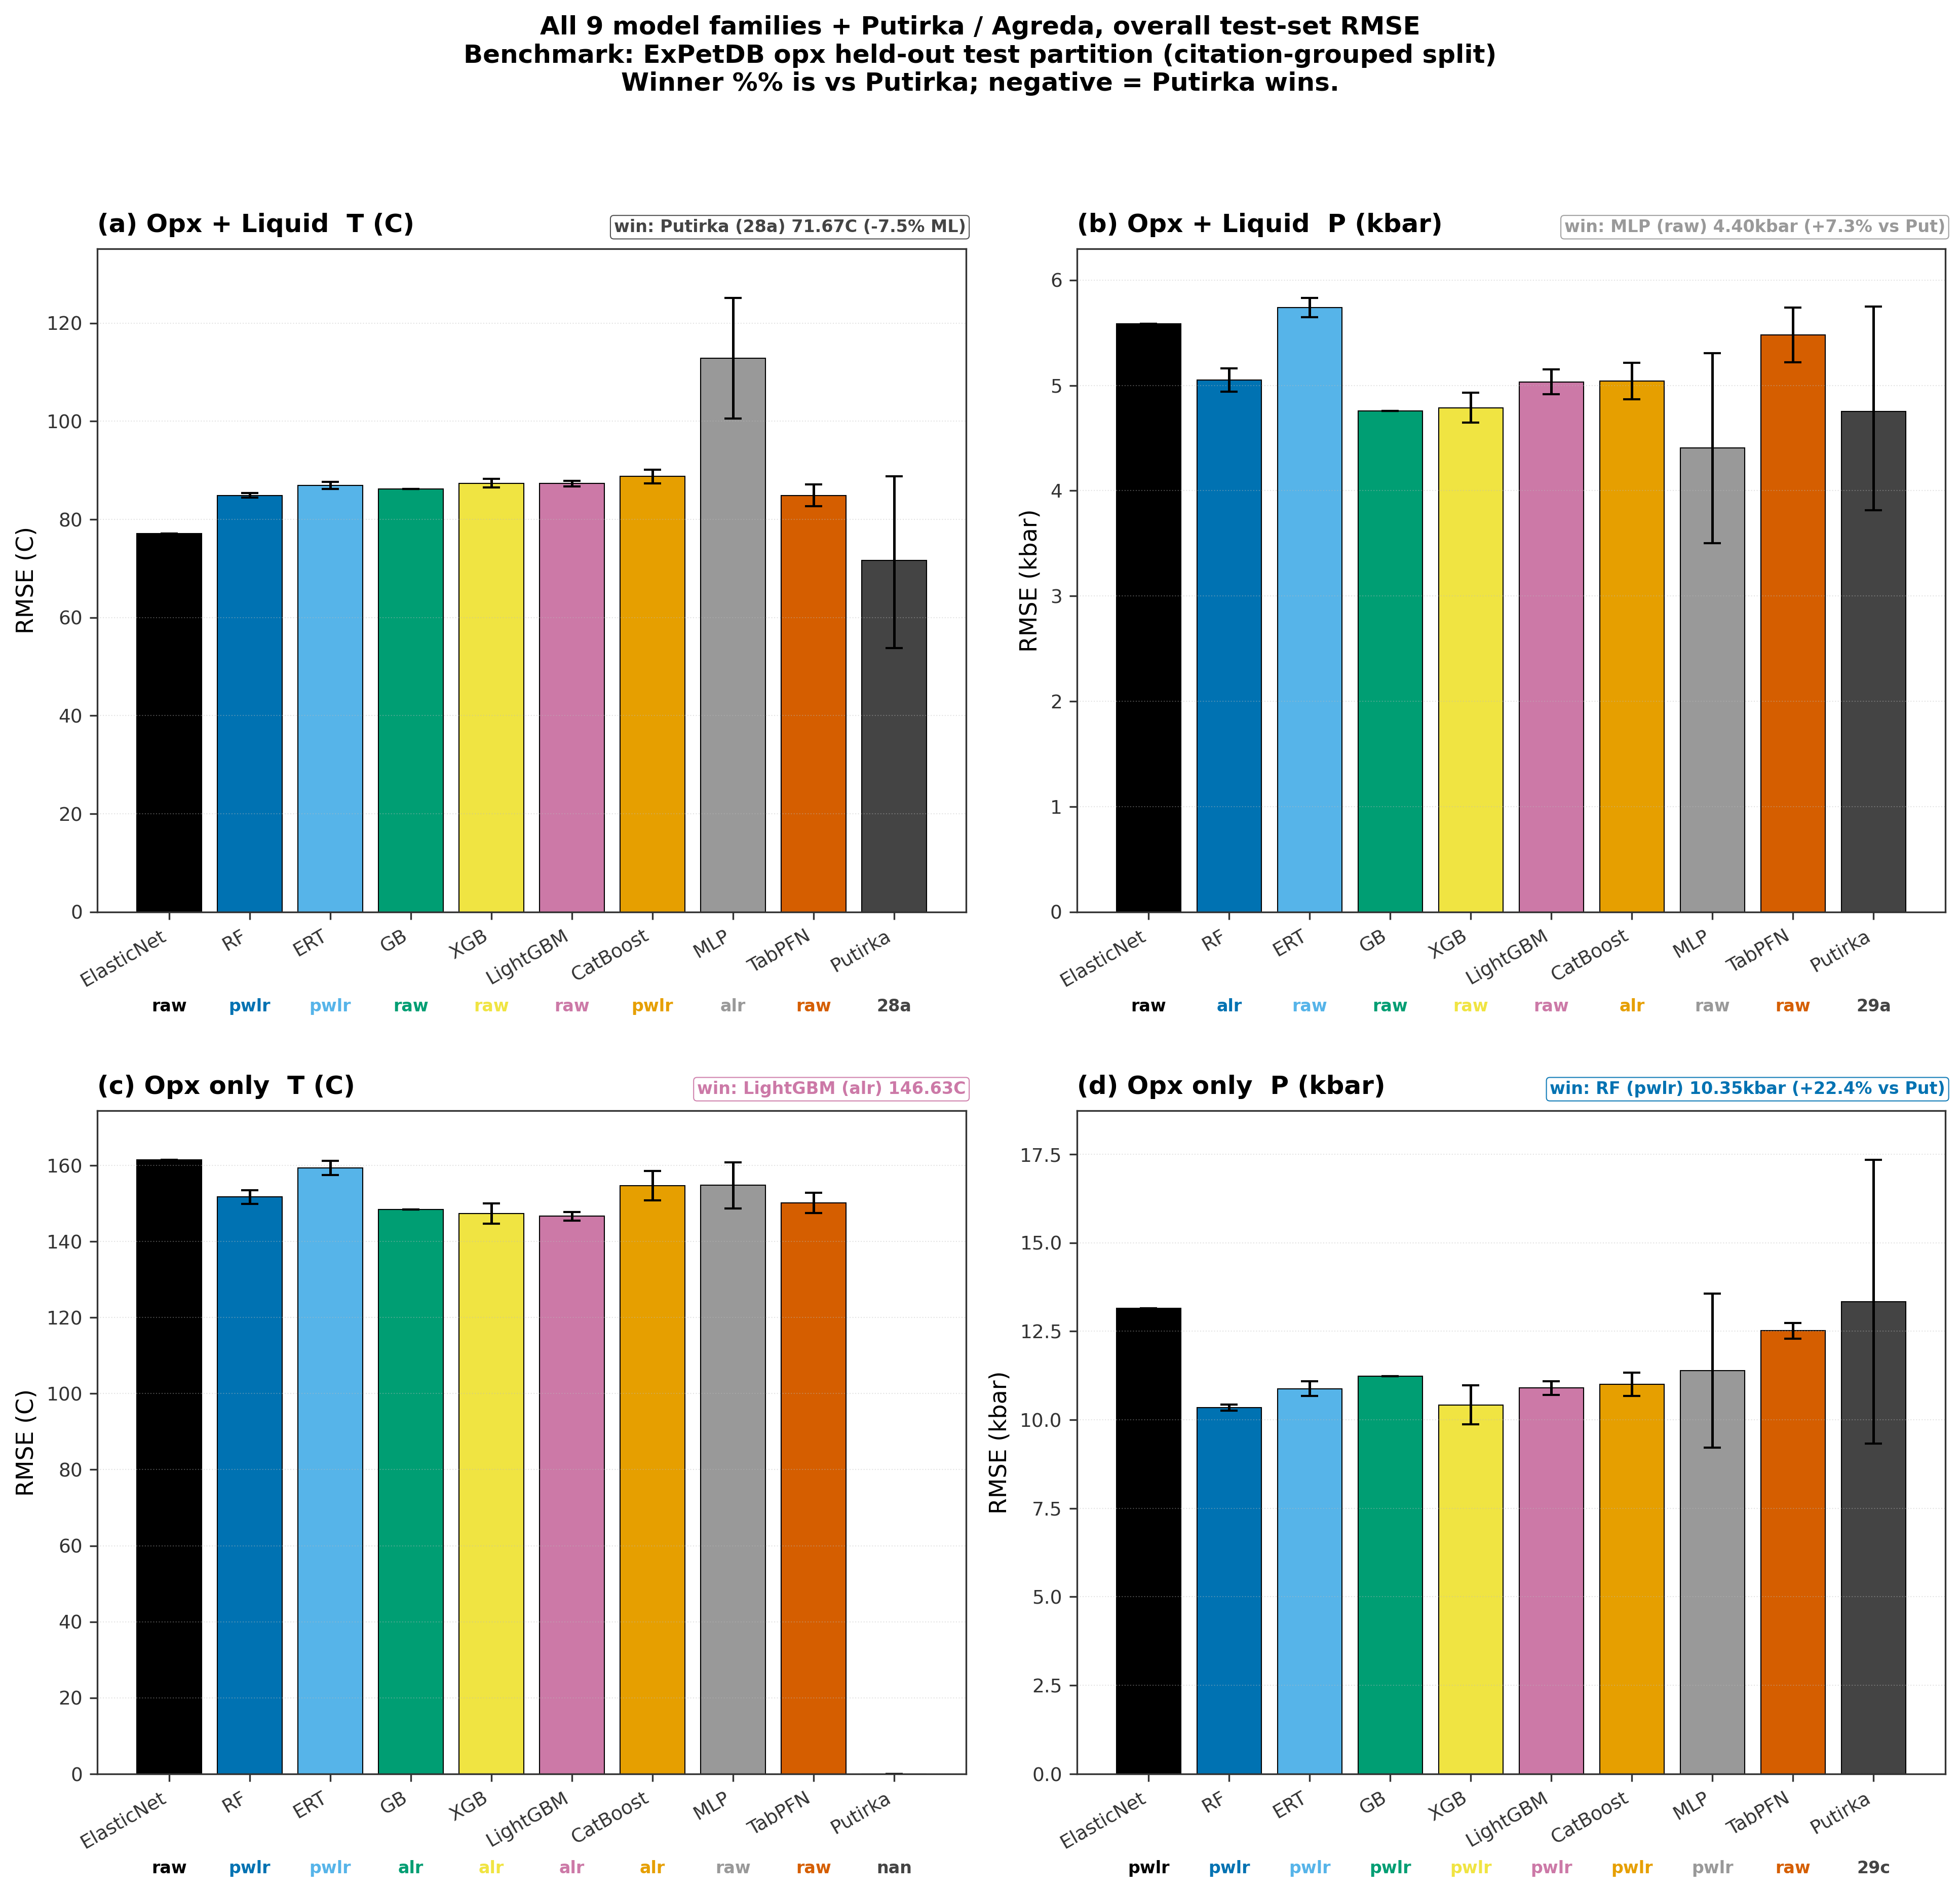 All 9 model families + Putirka / Agreda, overall test-set RMSE
Benchmark: ExPetDB opx held-out test partition (citation-grouped split)
Winner %% is vs Putirka; negative = Putirka wins.
(a) Opx + Liquid  T (C)
win: Putirka (28a) 71.67C (-7.5% ML)
RMSE (C)
120
100
80
60
40
20
0
ElasticNet RF ERT GB XGB LightGBM CatBoost MLP TabPFN Putirka
raw pwlr pwlr raw raw raw pwlr alr raw 28a
(b) Opx + Liquid  P (kbar)
win: MLP (raw) 4.40kbar (+7.3% vs Put)
RMSE (kbar)
6
5
4
3
2
1
0
ElasticNet RF ERT GB XGB LightGBM CatBoost MLP TabPFN Putirka
raw alr raw raw raw raw alr raw raw 29a
(c) Opx only  T (C)
win: LightGBM (alr) 146.63C
RMSE (C)
160
140
120
100
80
60
40
20
0
ElasticNet RF ERT GB XGB LightGBM CatBoost MLP TabPFN Putirka
raw pwlr pwlr alr alr alr alr raw raw nan
(d) Opx only  P (kbar)
win: RF (pwlr) 10.35kbar (+22.4% vs Put)
RMSE (kbar)
17.5
15.0
12.5
10.0
7.5
5.0
2.5
0.0
ElasticNet RF ERT GB XGB LightGBM CatBoost MLP TabPFN Putirka
pwlr pwlr pwlr pwlr pwlr pwlr pwlr pwlr raw 29c